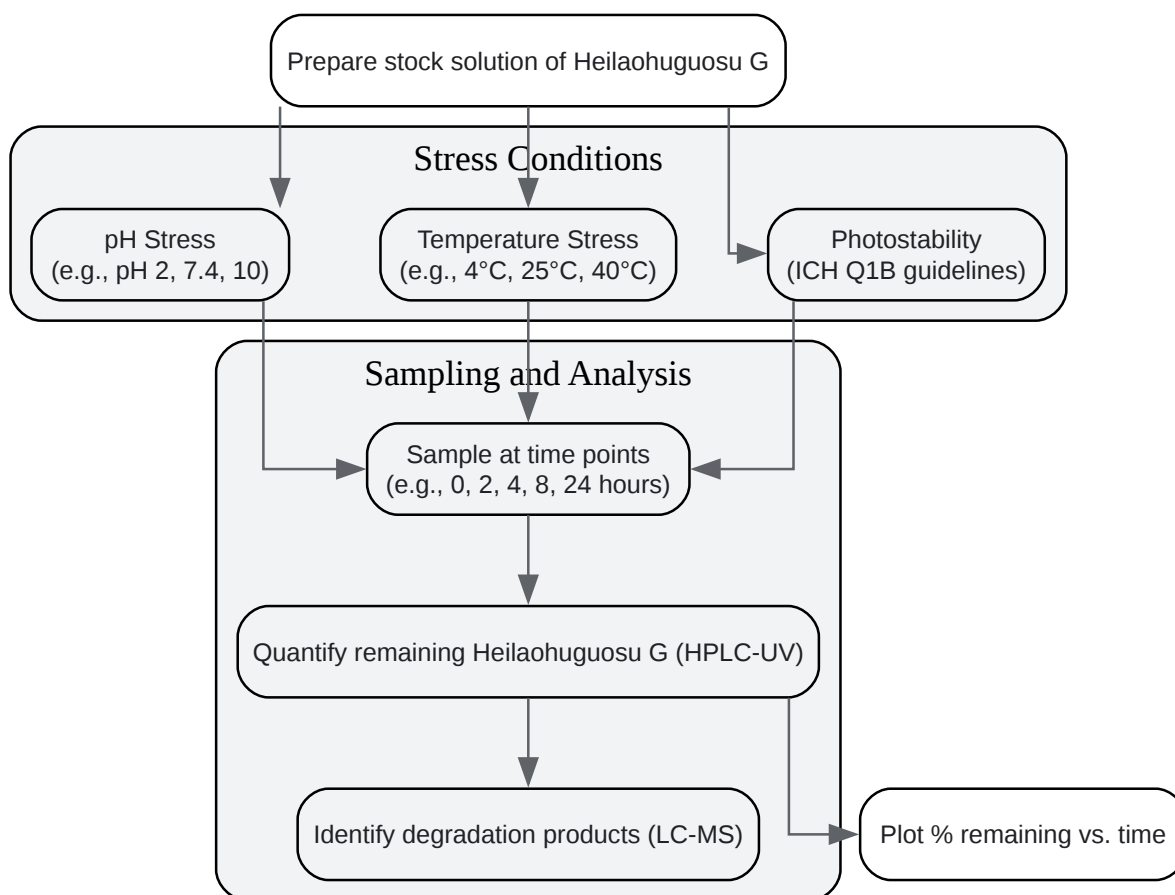 Prepare stock solution of Heilaohuguosu G
Stress Conditions
pH Stress
(e.g., pH 2, 7.4, 10)
Temperature Stress
(e.g., 4°C, 25°C, 40°C)
Photostability
(ICH Q1B guidelines)
Sampling and Analysis
Sample at time points
(e.g., 0, 2, 4, 8, 24 hours)
Quantify remaining Heilaohuguosu G (HPLC-UV)
Identify degradation products (LC-MS)
Plot % remaining vs. time